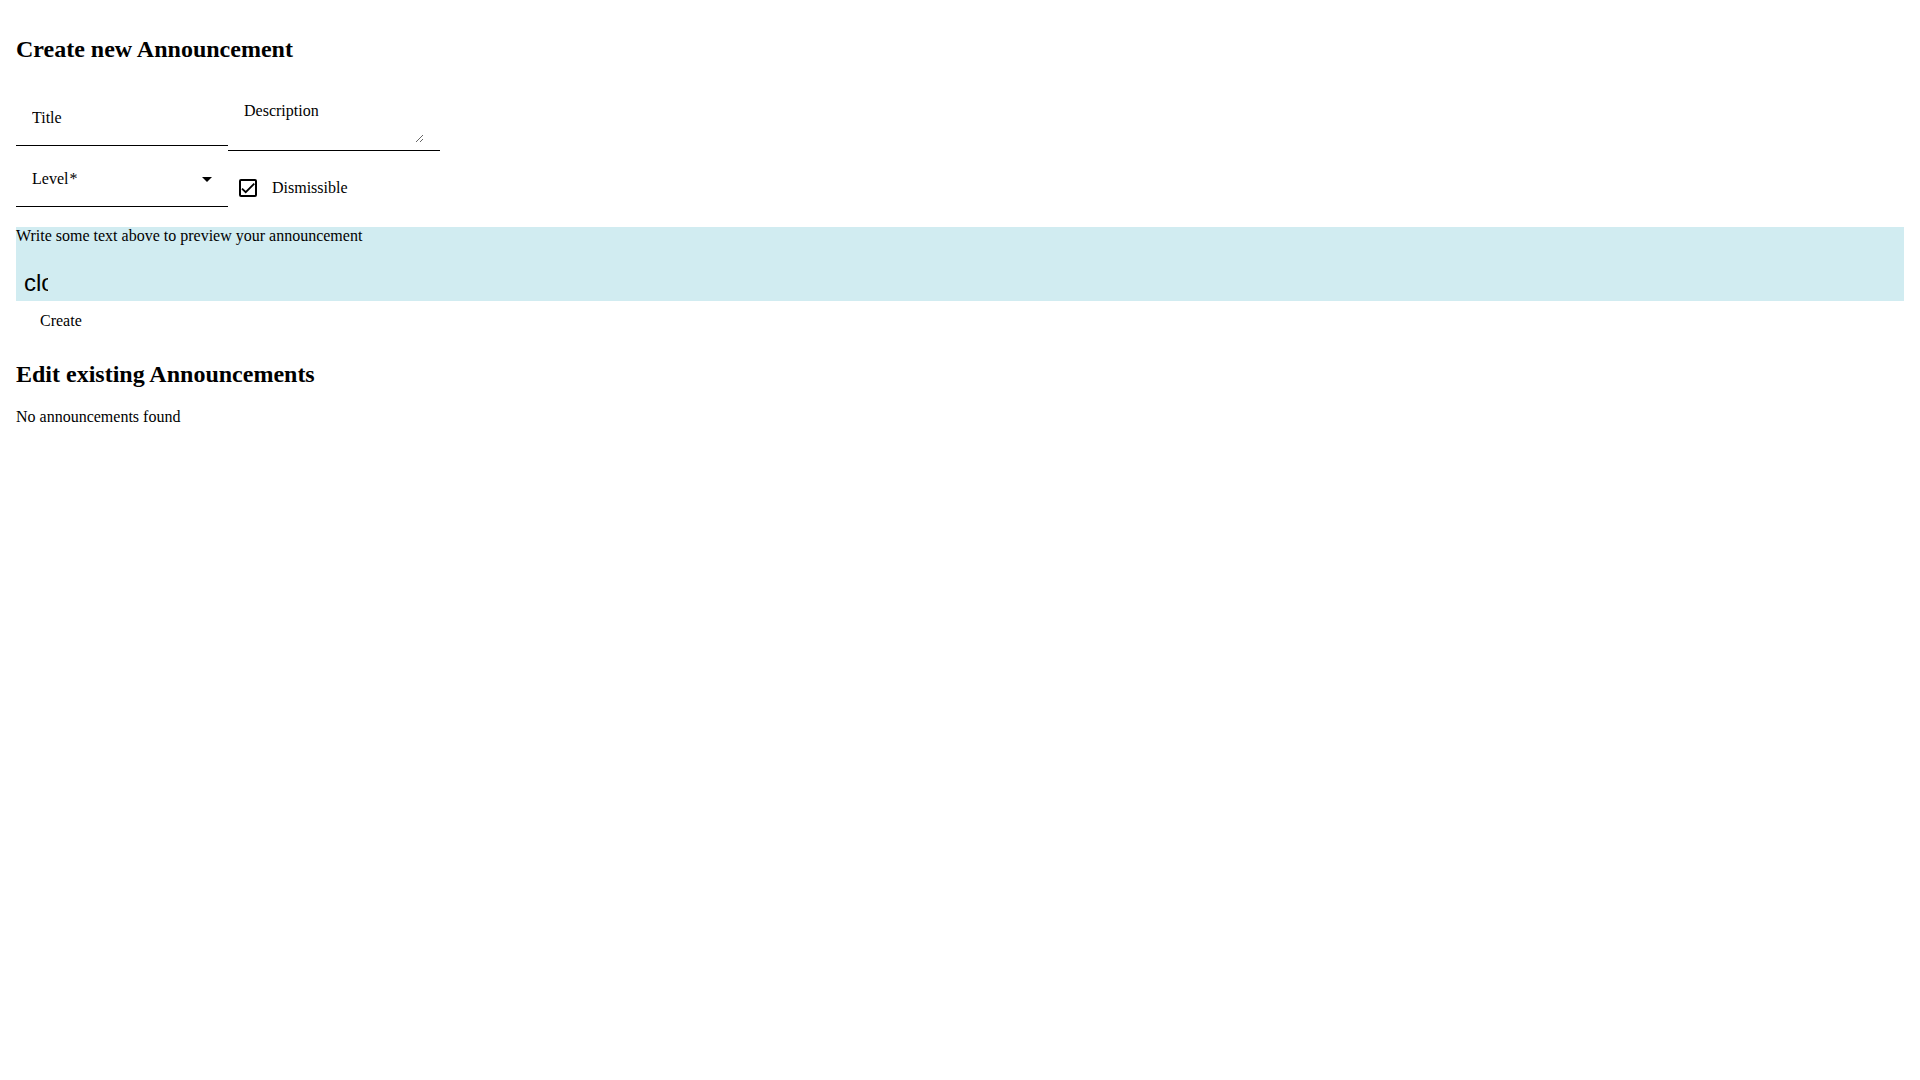 Create new Announcement
Title
Description
Level*
Dismissible
Write some text above to preview your announcement
clo
Create
Edit existing Announcements
No announcements found